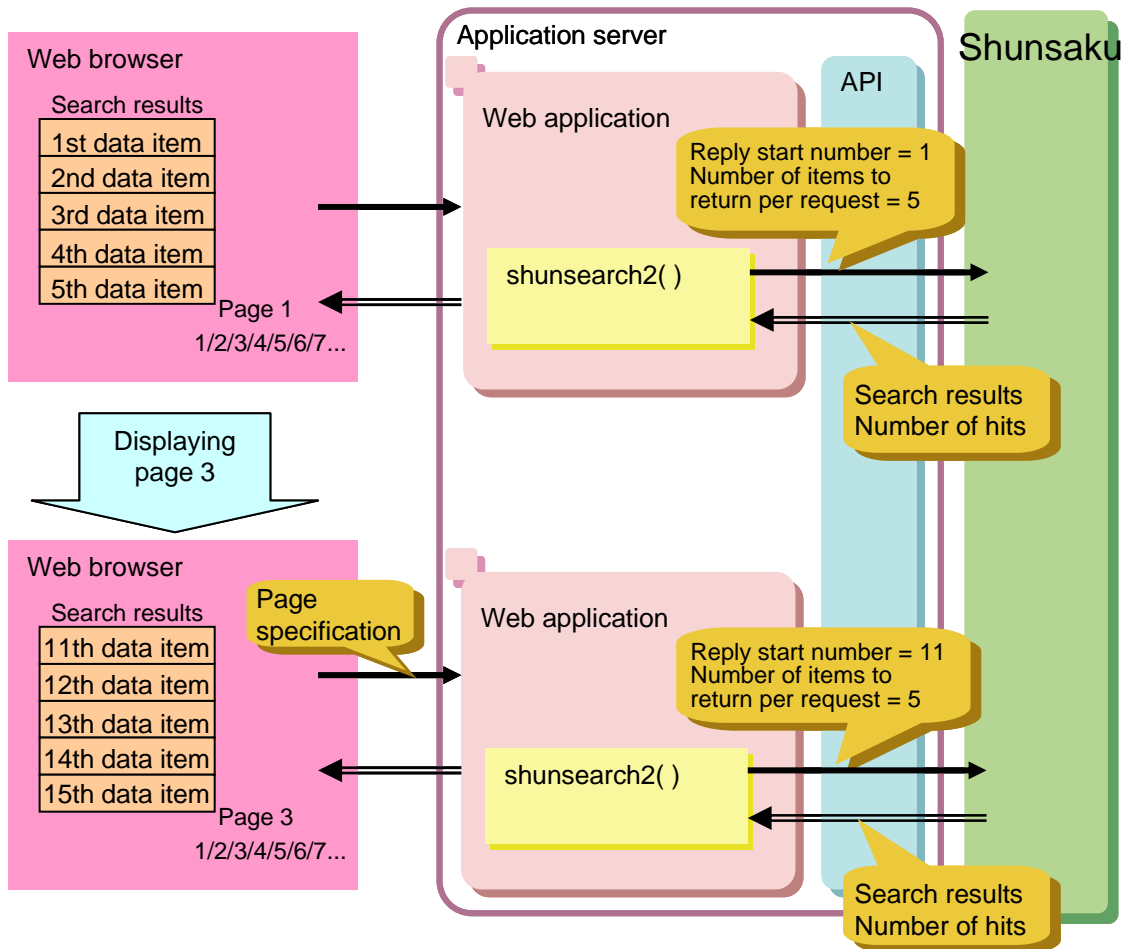 Application server
Shunsaku
Web browser
Search results
1st data item
2nd data item
3rd data item
4th data item
5th data item
Page 1
1/2/3/4/5/6/7...
Web application
API
Reply start number = 1
Number of items to
return per request = 5
shunsearch2( )
Search results
Number of hits
Displaying
page 3
Web browser
Search results
11th data item
12th data item
13th data item
14th data item
15th data item
Page 3
1/2/3/4/5/6/7...
Page
specification
Web application
Reply start number = 11
Number of items to
return per request = 5
shunsearch2( )
Search results
Number of hits